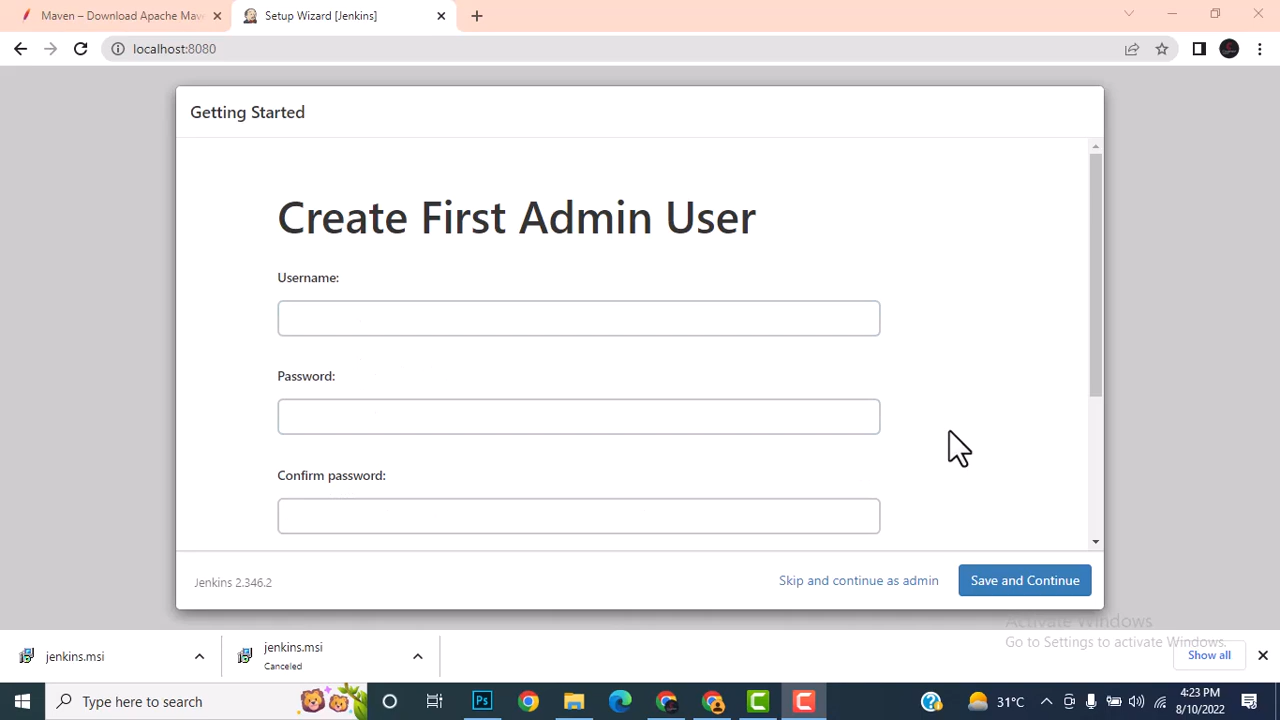 Maven – Download Apache Mav
Setup Wizard [Jenkins]
localhost:8080
Getting Started
Create First Admin User
Username:
Password:
Confirm password:
Jenkins 2.346.2
Skip and continue as admin
Save and Continue
Activate Windows
Go to Settings to activate Windows.
jenkins.msi
jenkins.msi
Canceled
Show all
Type here to search
Ps
31°C
4:23 PM
8/10/2022